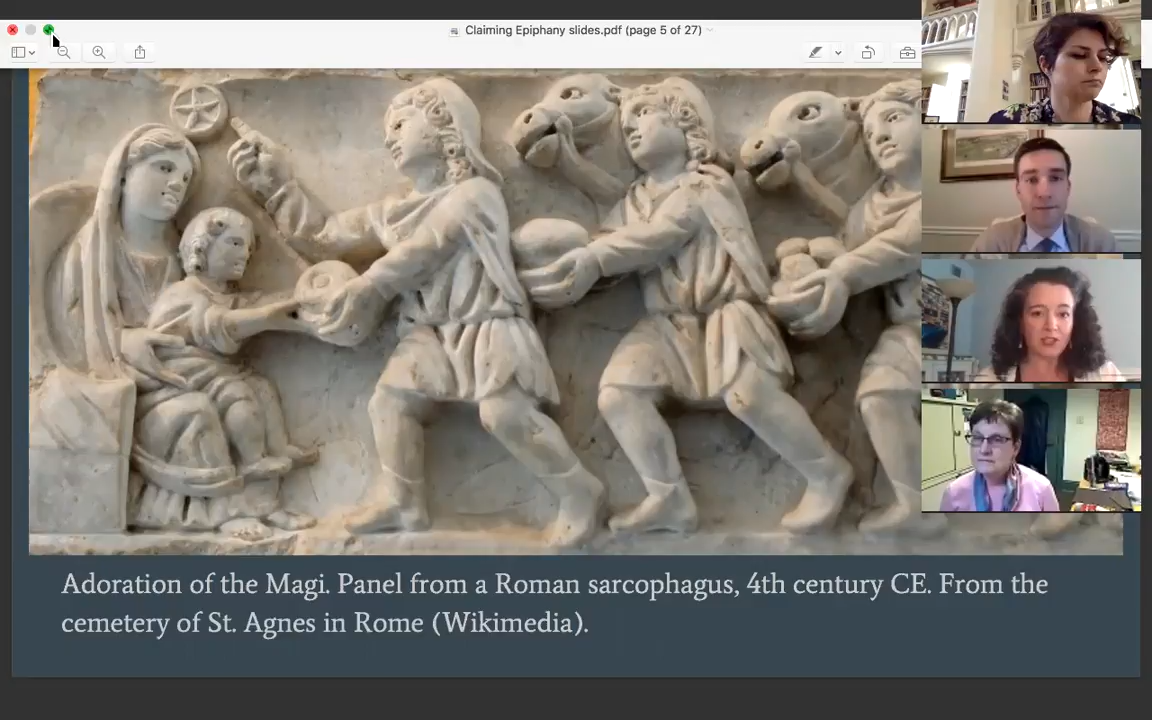 Claiming Epiphany slides.pdf (page 5 of 27)
Adoration of the Magi. Panel from a Roman sarcophagus, 4th century CE. From the
cemetery of St. Agnes in Rome (Wikimedia).